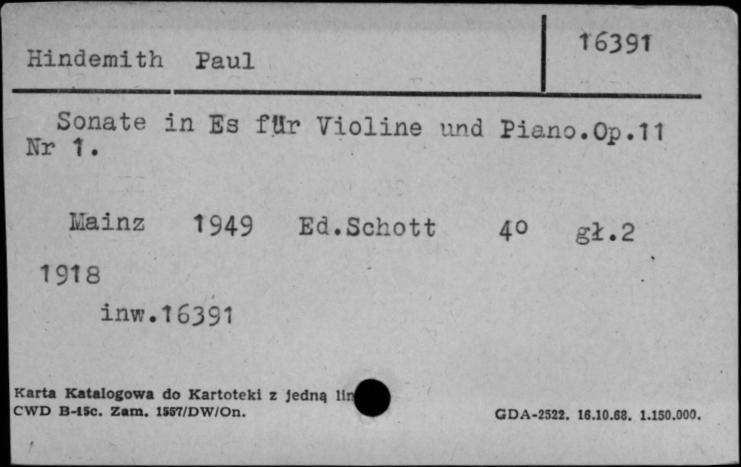 Hindemith Paul 16391
Sonate in Es für Violine und Piano.Op.11
Nr 1.
Mainz 1949 Ed.Schott 4o gł.2
1918
inw.16391
Karta Katalogowa do Kartoteki z jedną
CWD B-15c. Zam. 1557/DW/On. GDA-2522. 16.10.68. 1.150.000.